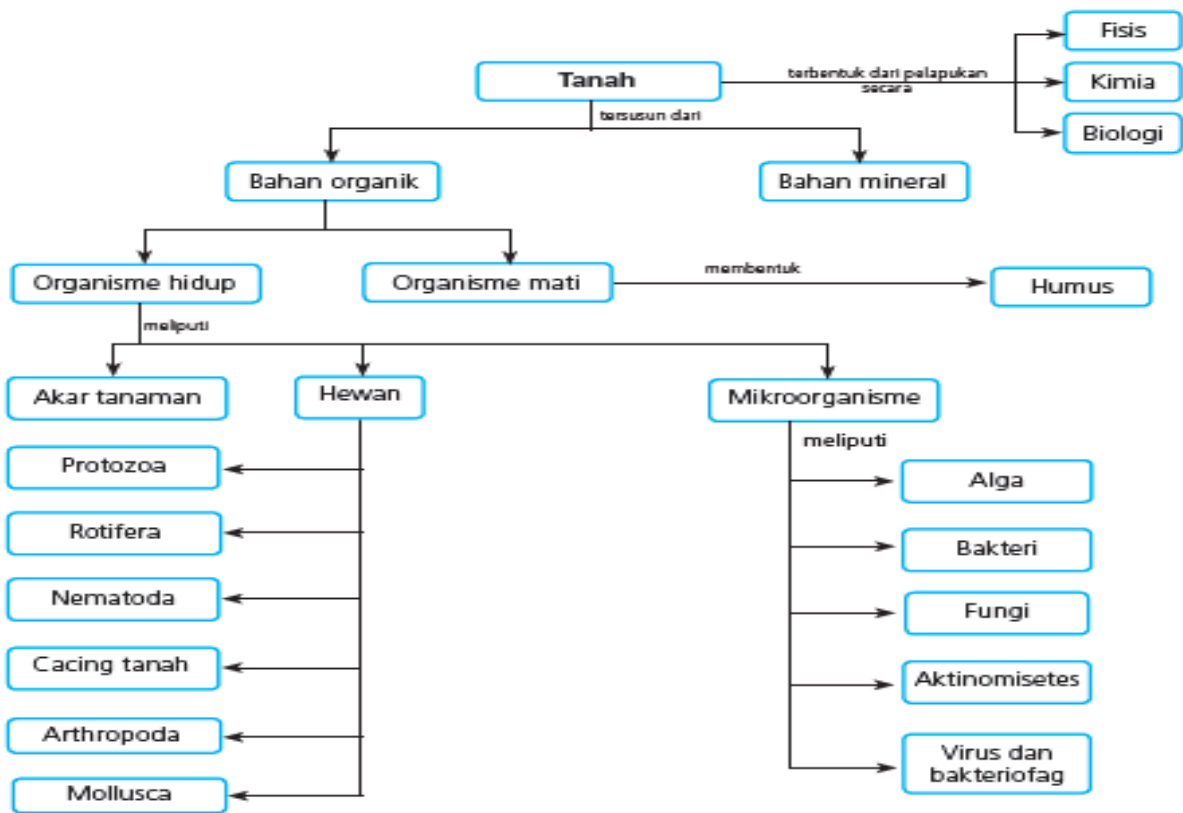 Fisis
Tanah
terbentuk dari pelapukan
secara
Kimia
Biologi
tersusun dari
Bahan organik
Bahan mineral
Organisme hidup
Organisme mati
membentuk
Humus
meliputi
Akar tanaman
Hewan
Mikroorganisme
meliputi
Protozoa
Rotifera
Nematoda
Cacing tanah
Arthropoda
Mollusca
Alga
Bakteri
Fungi
Aktinomisetes
Virus dan
bakteriofag